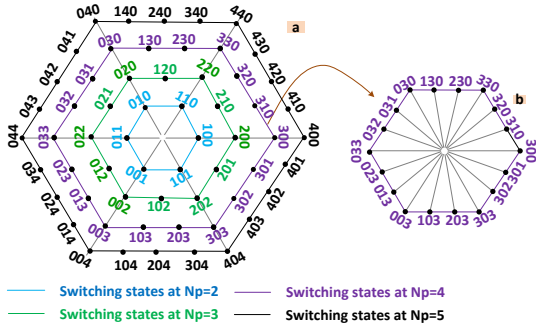 040 140 240 340 440
a
041 030 130 230 330 430
042 031 020 120 220 320 420
043 032 021 010 110 210 310 410
044 033 022 011 100 200 300 400
034 023 012 001 101 201 301 401
024 013 002 102 202 302 402
014 003 103 203 303 403
004 104 204 304 404
b
030 130 230 330
031 320
032 310
033 300
023 301
013 302
003 103 203 303
Switching states at Np=2
Switching states at Np=4
Switching states at Np=3
Switching states at Np=5